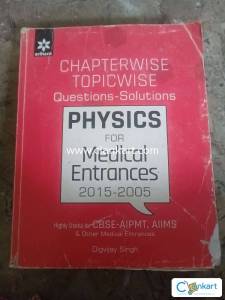 arihant
CHAPTERWISE
TOPICWISE
Questions-Solutions
PHYSICS
FOR
Medical
Entrances
2015-2005
Highly Useful for CBSE-AIPMT, AIIMS
& Other Medical Entrances
Digvijay Singh
Clankart